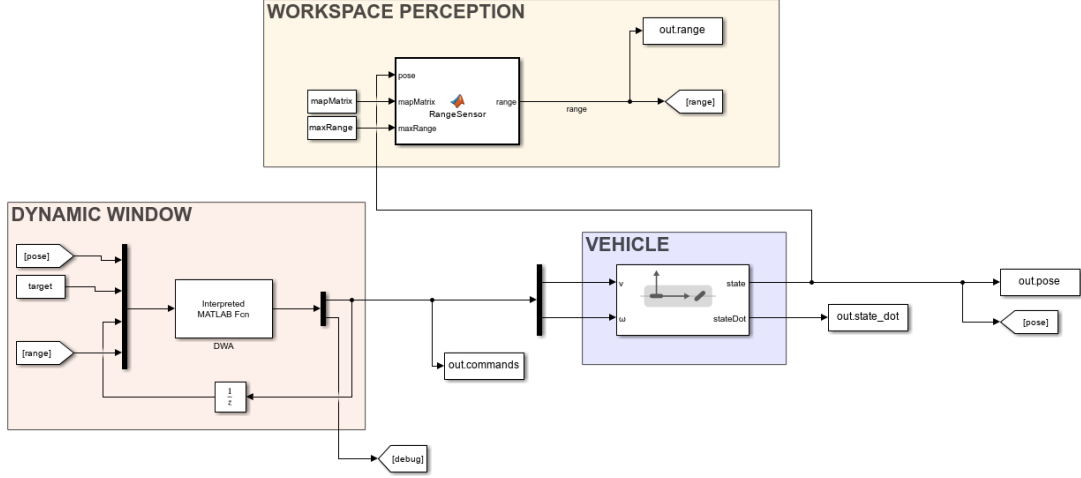 WORKSPACE PERCEPTION
out.range
pose
mapMatrix
mapMatrix
range
[range]
RangeSensor
range
maxRange
maxRange
DYNAMIC WINDOW
VEHICLE
[pose]
target
Interpreted
MATLAB Fcn
DWA
[range]
1
z
v
ω
state
stateDot
out.pose
out.state_dot
[pose]
out.commands
[debug]